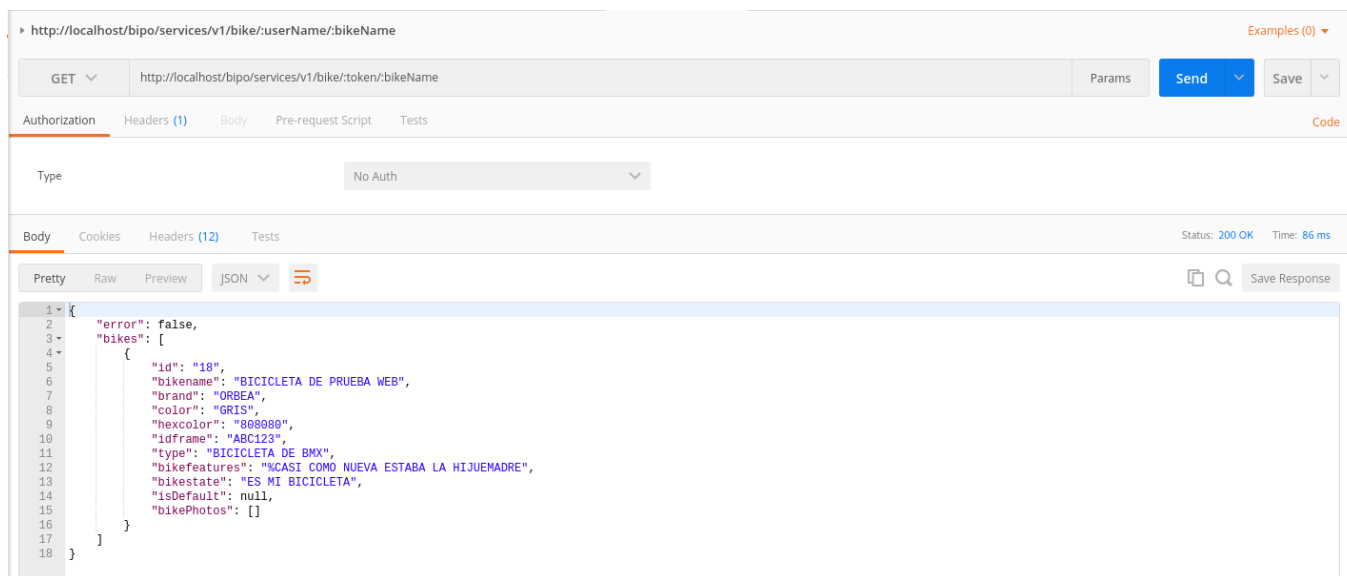 http://localhost/bipo/services/v1/bike/:userName/:bikeName Examples (0)
GET http://localhost/bipo/services/v1/bike/:token/:bikeName Params Send Save
Authorization Headers (1) Body Pre-request Script Tests Code
Type No Auth
Body Cookies Headers (12) Tests Status: 200 OK Time: 86 ms
Pretty Raw Preview JSON Save Response
1 {
2 "error": false,
3 "bikes": [
4 {
5 "id": "18",
6 "bikename": "BICICLETA DE PRUEBA WEB",
7 "brand": "ORBEA",
8 "color": "GRIS",
9 "hexcolor": "808080",
10 "idframe": "ABC123",
11 "type": "BICICLETA DE BMX",
12 "bikefeatures": "%CASI COMO NUEVA ESTABA LA HIJUEMADRE",
13 "bikestate": "ES MI BICICLETA",
14 "isDefault": null,
15 "bikePhotos": []
16 }
17 ]
18 }